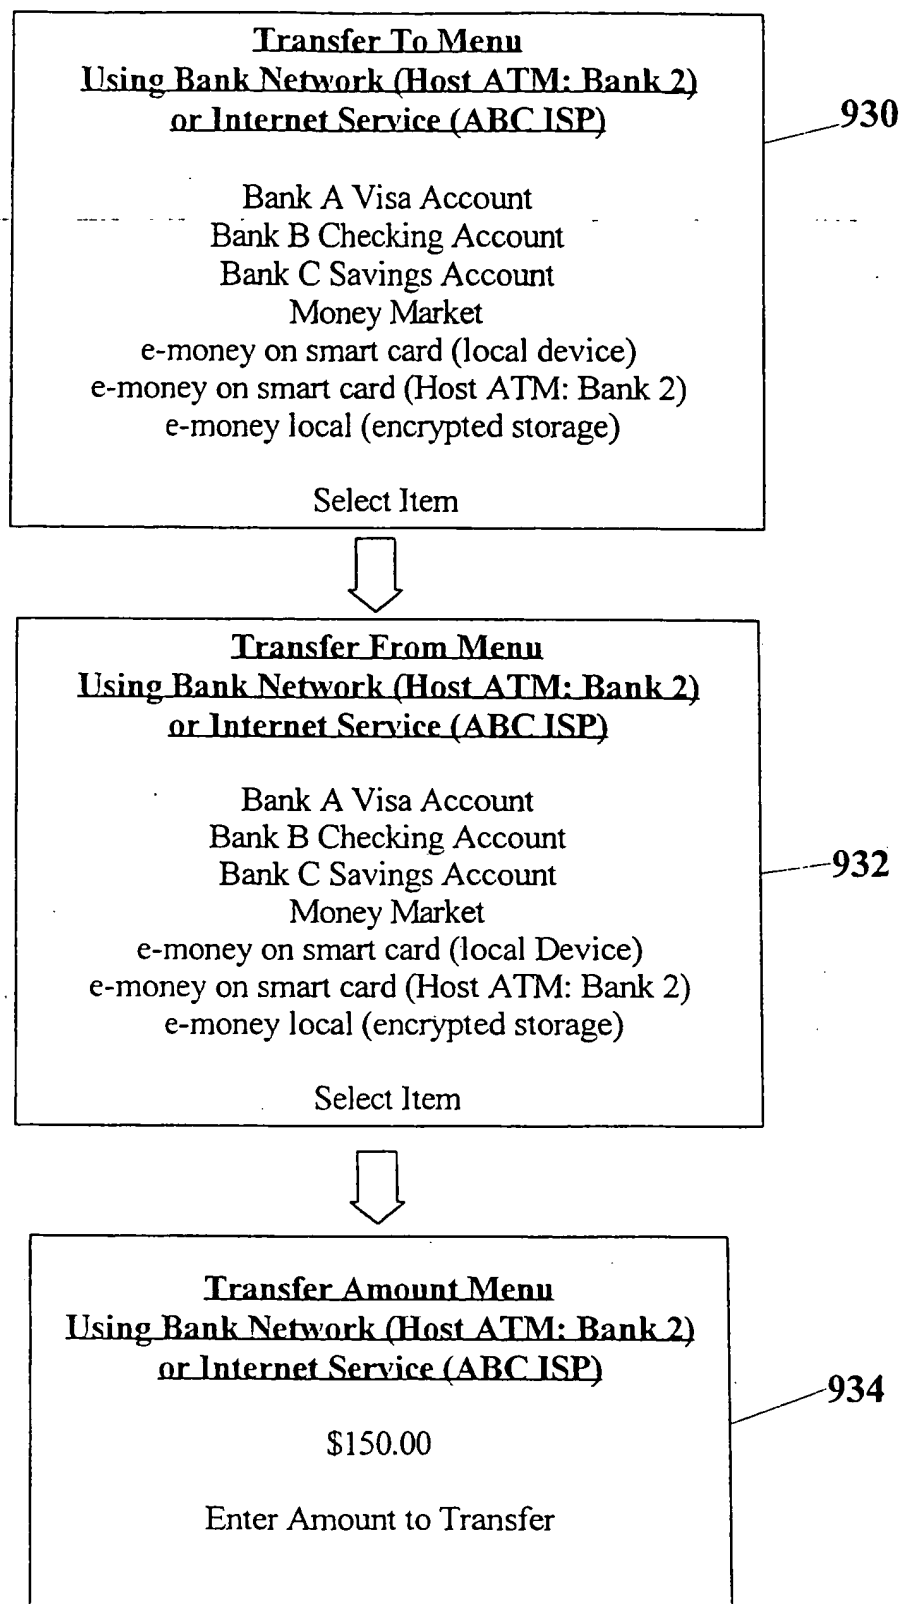 Transfer To Menu
Using Bank Network (Host ATM: Bank 2)
or Internet Service (ABC ISP)
930
Bank A Visa Account
Bank B Checking Account
Bank C Savings Account
Money Market
e-money on smart card (local device)
e-money on smart card (Host ATM: Bank 2)
e-money local (encrypted storage)
Select Item
Transfer From Menu
Using Bank Network (Host ATM: Bank 2)
or Internet Service (ABC ISP)
Bank A Visa Account
Bank B Checking Account
Bank C Savings Account
932
Money Market
e-money on smart card (local Device)
e-money on smart card (Host ATM: Bank 2)
e-money local (encrypted storage)
Select Item
Transfer Amount Menu
Using Bank Network (Host ATM: Bank 2)
or Internet Service (ABC ISP)
934
$150.00
Enter Amount to Transfer